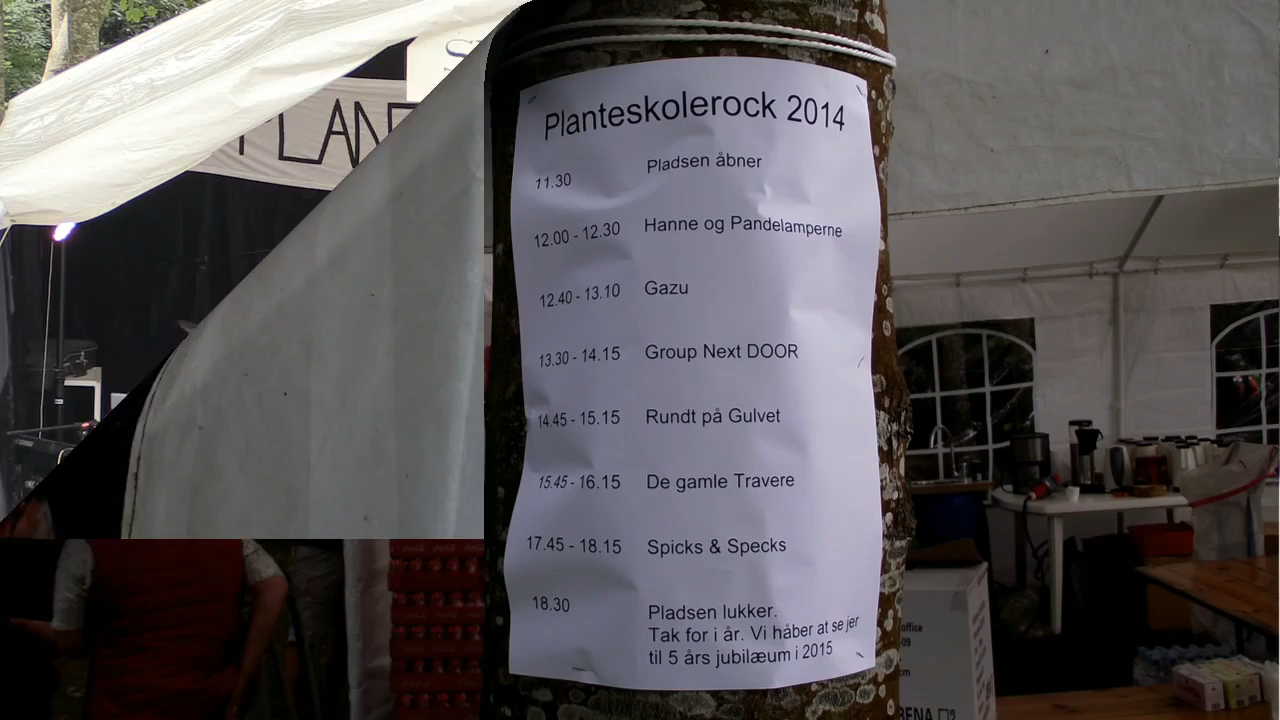 PLAN
Planteskolerock 2014
11.30 Pladsen åbner
12.00 - 12.30 Hanne og Pandelamperne
12.40 - 13.10 Gazu
13.30 - 14.15 Group Next DOOR
14.45 - 15.15 Rundt på Gulvet
15.45 - 16.15 De gamle Travere
17.45 - 18.15 Spicks & Specks
18.30 Pladsen lukker.
Tak for i år. Vi håber at se jer
til 5 års jubilæum i 2015
office